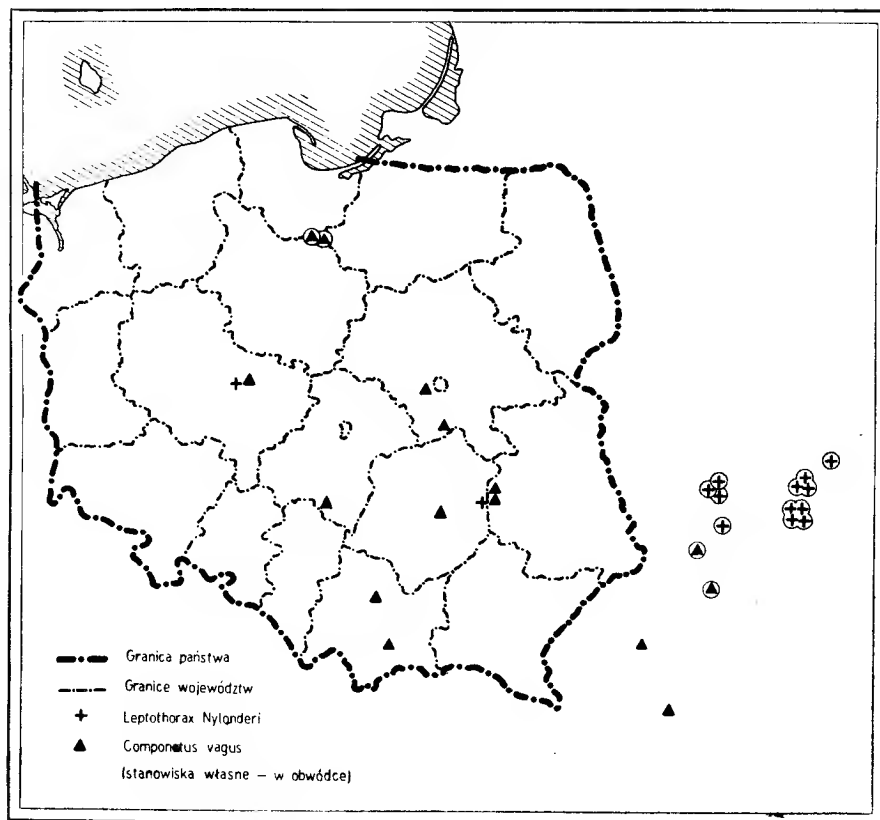 Granica państwa
Granice województw
Leptothorax Nylanderi
Componotus vagus
(stanowiska własne – w obwódce)